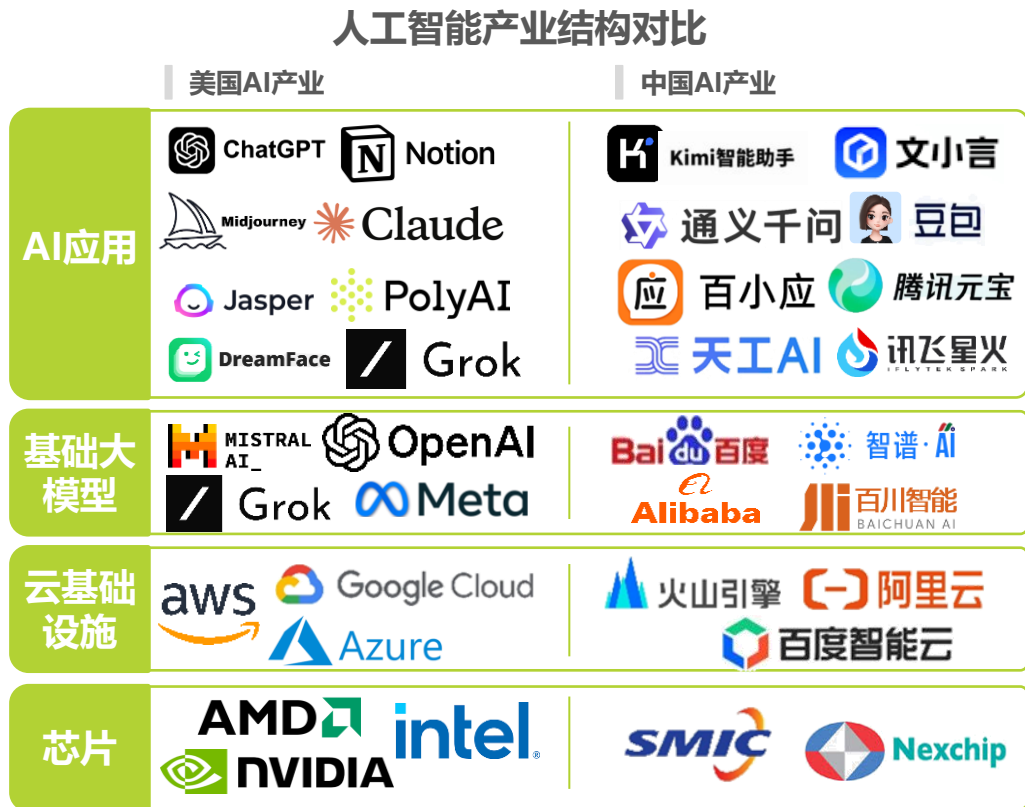 人工智能产业结构对比
美国AI产业
中国AI产业
AI应用
ChatGPT
Notion
Kimi智能助手
文小言
Midjourney
Claude
通义千问
豆包
Jasper
PolyAI
应
百小应
腾讯元宝
DreamFace
Grok
天工AI
讯飞星火
IFLYTEK SPARK
基础大
模型
MISTRAL
AI_
OpenAI
Grok
Meta
Bai du 百度
智谱·AI
Alibaba
百川智能
BAICHUAN AI
云基础
设施
aws
Google Cloud
Azure
火山引擎
阿里云
百度智能云
芯片
AMD
intel
NVIDIA
SMIC
Nexchip